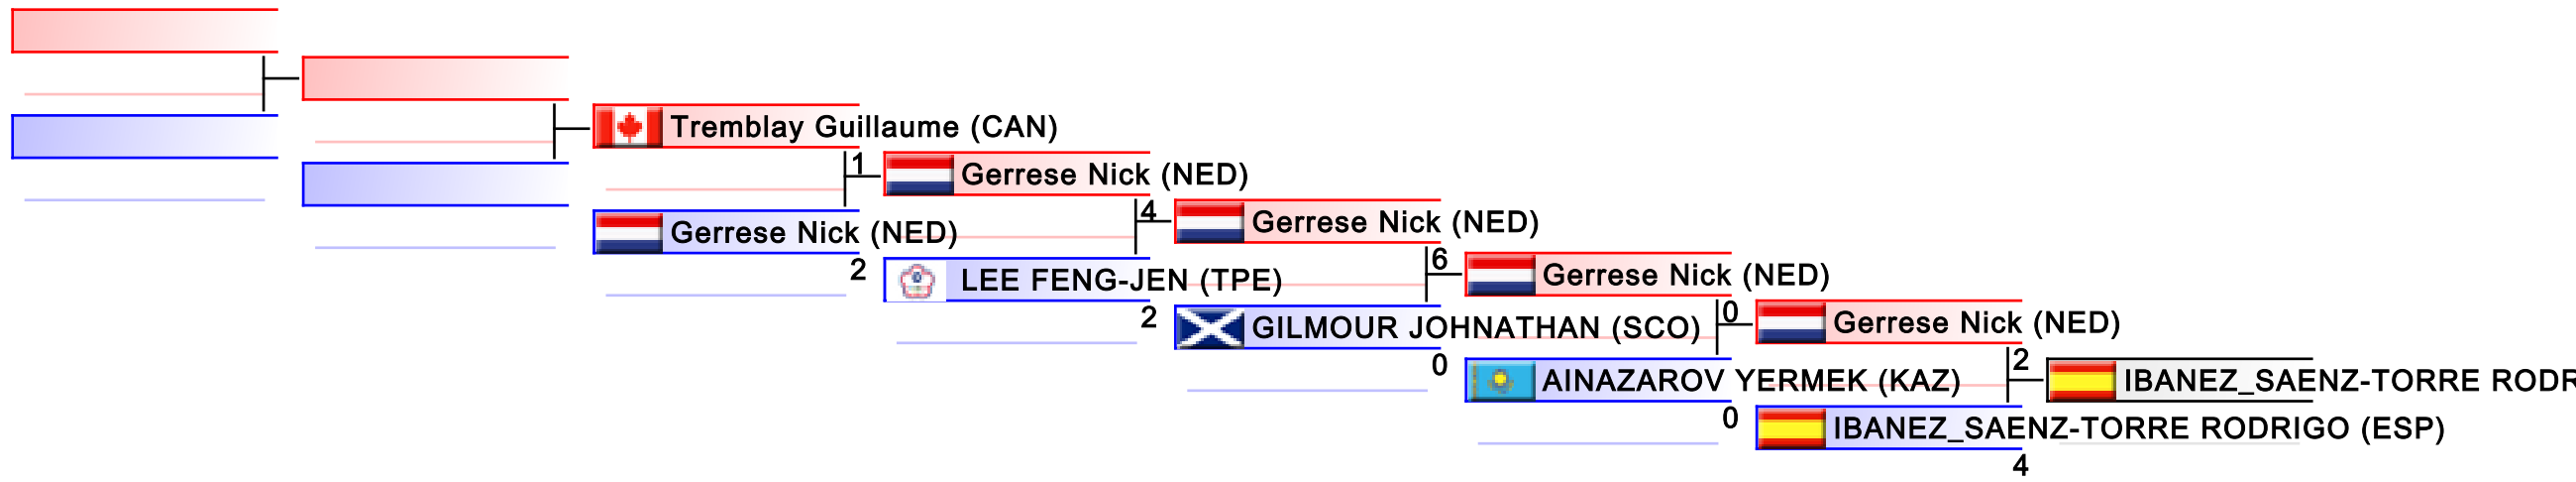 Tremblay Guillaume (CAN)
1
Gerrese Nick (NED)
Gerrese Nick (NED)
2
4
Gerrese Nick (NED)
LEE FENG-JEN (TPE)
2
6
Gerrese Nick (NED)
GILMOUR JOHNATHAN (SCO)
0
0
Gerrese Nick (NED)
AINAZAROV YERMEK (KAZ)
0
2
IBANEZ_SAENZ-TORRE RODR
IBANEZ_SAENZ-TORRE RODRIGO (ESP)
4